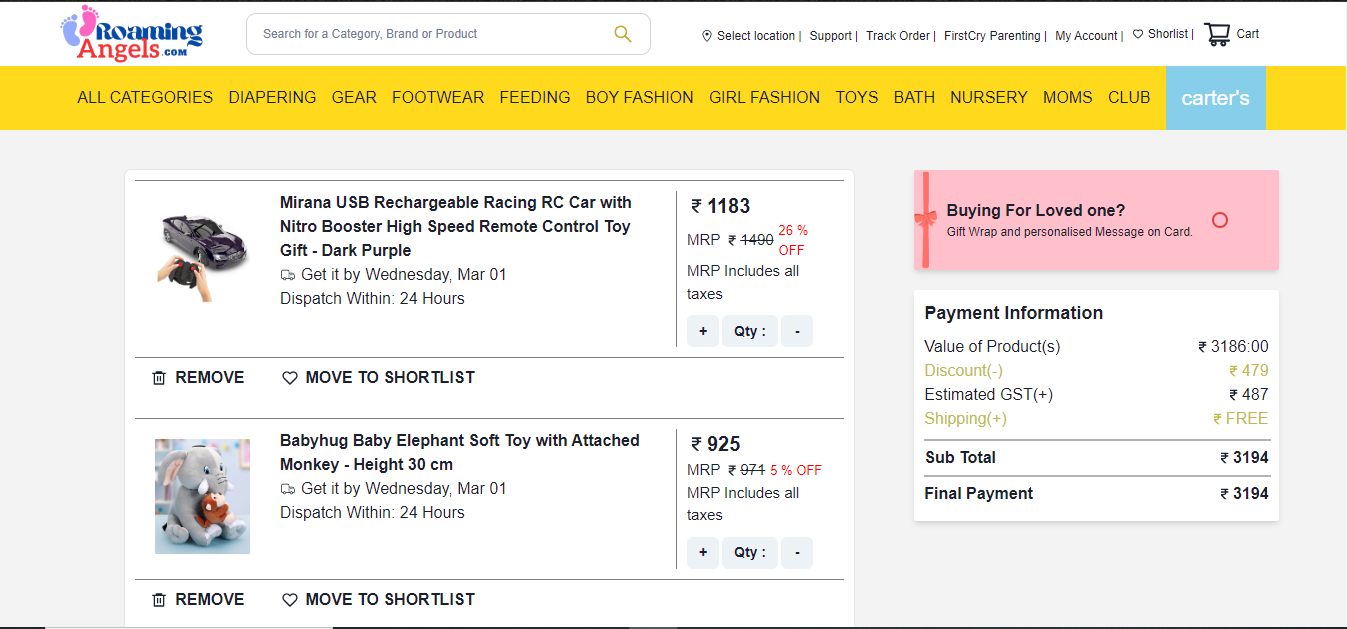 Roaming
Angels.com
Search for a Category, Brand or Product
Select location | Support | Track Order | FirstCry Parenting | My Account | Shorlist | Cart
ALL CATEGORIES DIAPERING GEAR FOOTWEAR FEEDING BOY FASHION GIRL FASHION TOYS BATH NURSERY MOMS CLUB carter's
Mirana USB Rechargeable Racing RC Car with
Nitro Booster High Speed Remote Control Toy
Gift - Dark Purple
Get it by Wednesday, Mar 01
Dispatch Within: 24 Hours
₹ 1183
MRP ₹ 1490 26 %
OFF
MRP Includes all
taxes
+ Qty : -
REMOVE MOVE TO SHORTLIST
Babyhug Baby Elephant Soft Toy with Attached
Monkey - Height 30 cm
Get it by Wednesday, Mar 01
Dispatch Within: 24 Hours
₹ 925
MRP ₹ 971 5 % OFF
MRP Includes all
taxes
+ Qty : -
REMOVE MOVE TO SHORTLIST
Buying For Loved one?
Gift Wrap and personalised Message on Card.
Payment Information
Value of Product(s) ₹ 3186:00
Discount(-) ₹ 479
Estimated GST(+) ₹ 487
Shipping(+) ₹ FREE
Sub Total ₹ 3194
Final Payment ₹ 3194